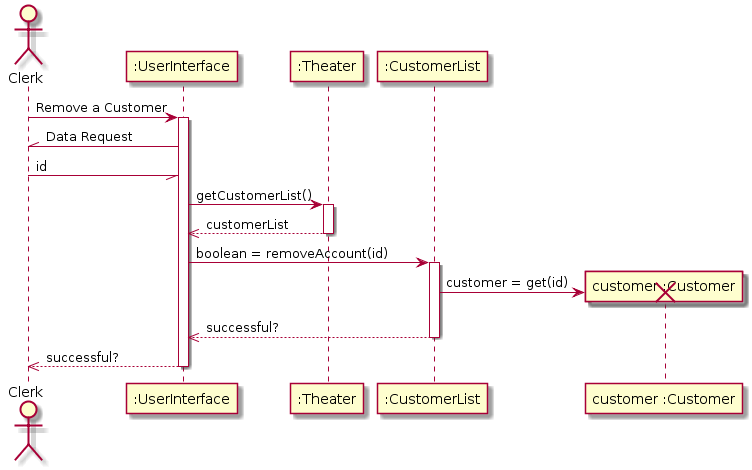 Clerk
:UserInterface
:Theater
:CustomerList
Remove a Customer
Data Request
id
getCustomerList()
customerList
boolean = removeAccount(id)
customer = get(id)
customer :Customer
successful?
successful?
Clerk
:UserInterface
:Theater
:CustomerList
customer :Customer